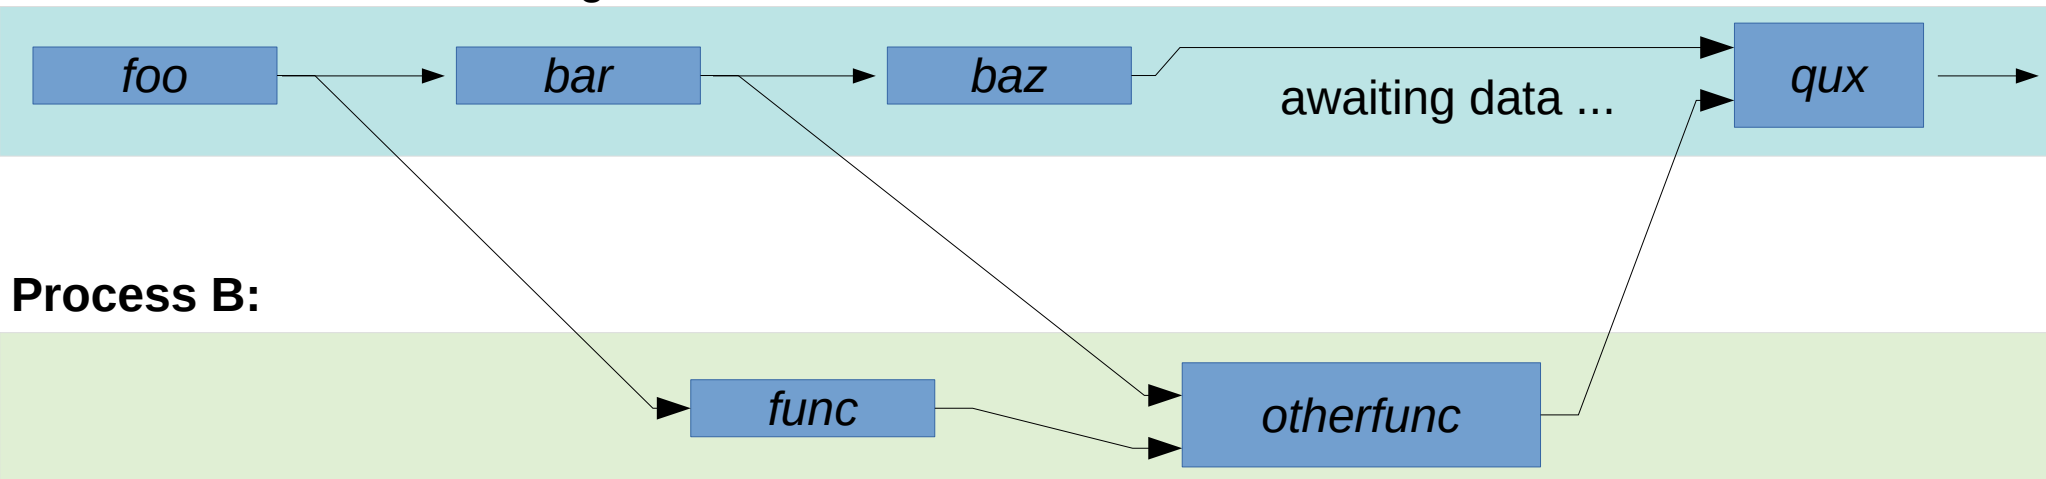 foo bar baz qux
awaiting data ...
Process B:
func otherfunc